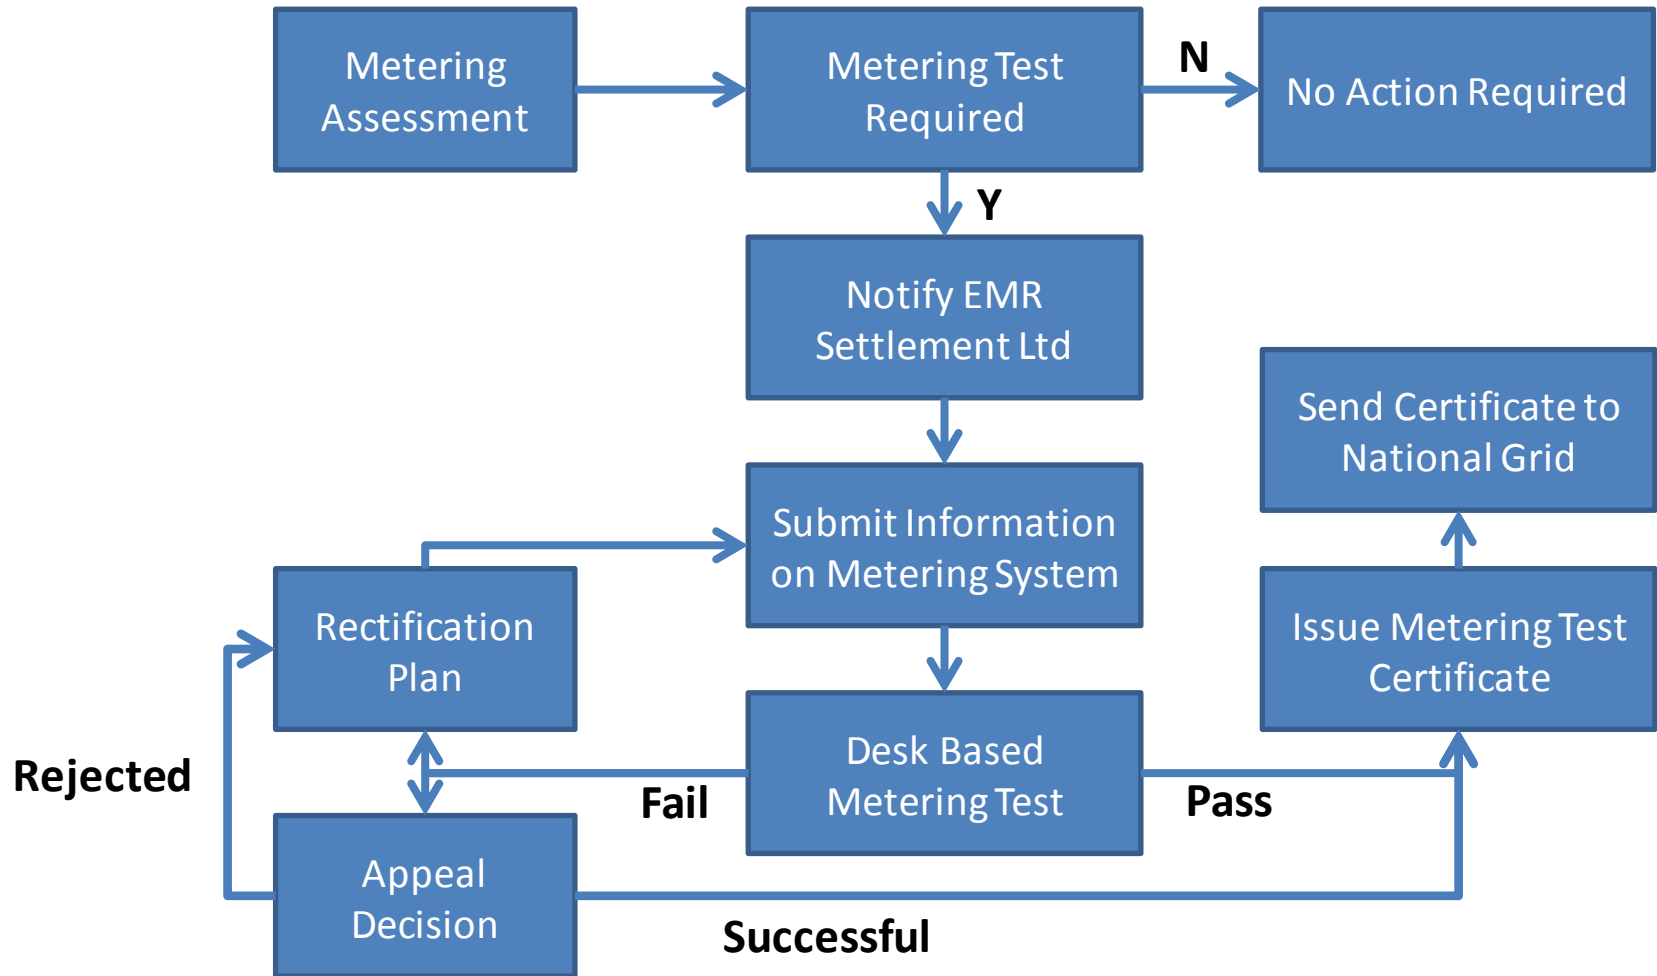 Metering
Assessment
Metering Test
Required
N
No Action Required
Y
Notify EMR
Settlement Ltd
Submit Information
on Metering System
Send Certificate to
National Grid
Rectification
Plan
Issue Metering Test
Certificate
Desk Based
Metering Test
Rejected
Fail
Pass
Appeal
Decision
Successful